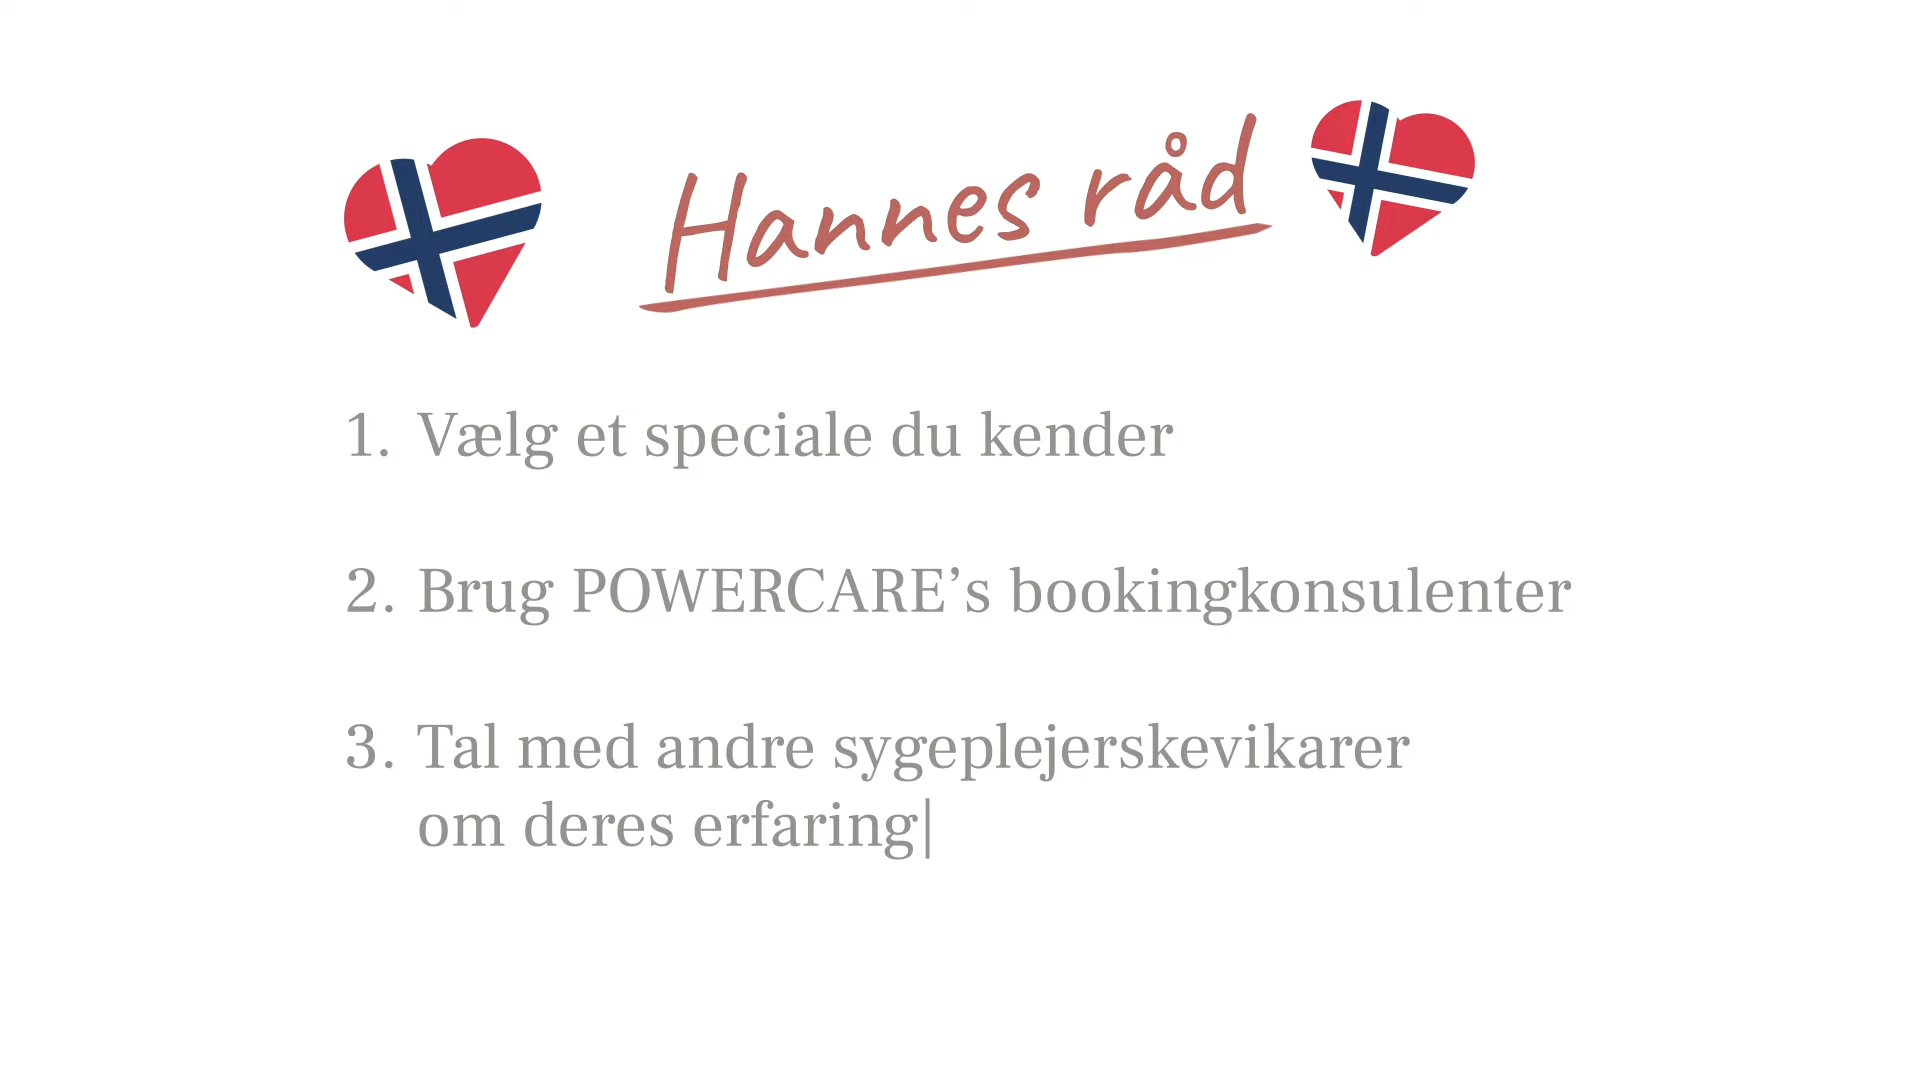 Hannes råd
1. Vælg et speciale du kender
2. Brug POWERCARE’s bookingkonsulenter
3. Tal med andre sygeplejerskevikarer
om deres erfaring